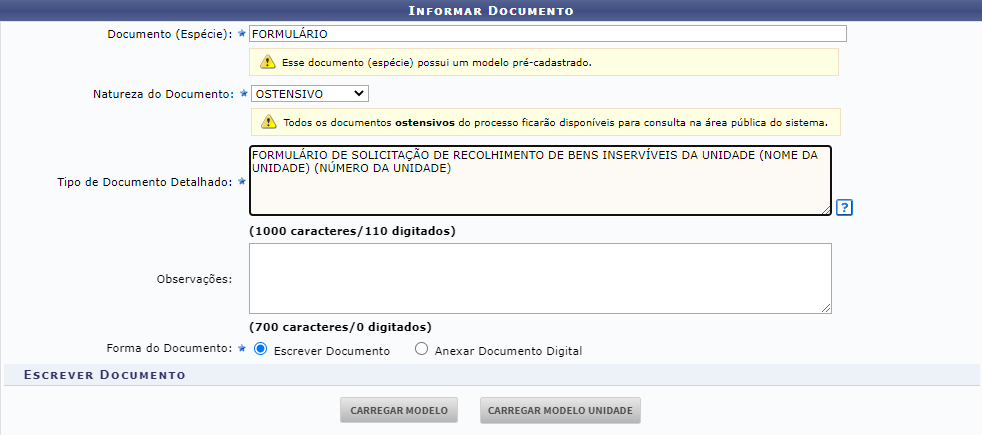 INFORMAR DOCUMENTO
Documento (Espécie): FORMULÁRIO
Esse documento (espécie) possui um modelo pré-cadastrado.
Natureza do Documento: OSTENSIVO
Todos os documentos ostensivos do processo ficarão disponíveis para consulta na área pública do sistema.
FORMULÁRIO DE SOLICITAÇÃO DE RECOLHIMENTO DE BENS INSERVÍVEIS DA UNIDADE (NOME DA
UNIDADE) (NÚMERO DA UNIDADE)
Tipo de Documento Detalhado:
?
(1000 caracteres/110 digitados)
Observações:
(700 caracteres/0 digitados)
Forma do Documento: Escrever Documento Anexar Documento Digital
ESCREVER DOCUMENTO
CARREGAR MODELO CARREGAR MODELO UNIDADE